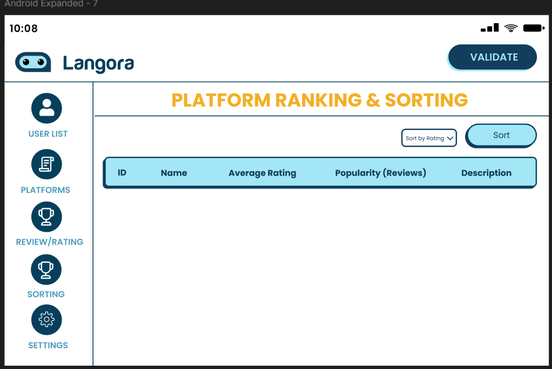 Android Expanded - 7
10:08
Langora
VALIDATE
PLATFORM RANKING & SORTING
USER LIST
Sort by Rating
Sort
ID Name Average Rating Popularity (Reviews) Description
PLATFORMS
REVIEW/RATING
SORTING
SETTINGS